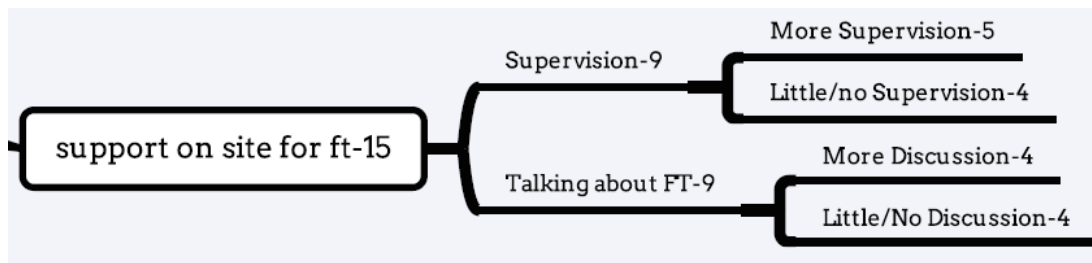 support on site for ft-15
Supervision-9
More Supervision-5
Little/no Supervision-4
Talking about FT-9
More Discussion-4
Little/No Discussion-4